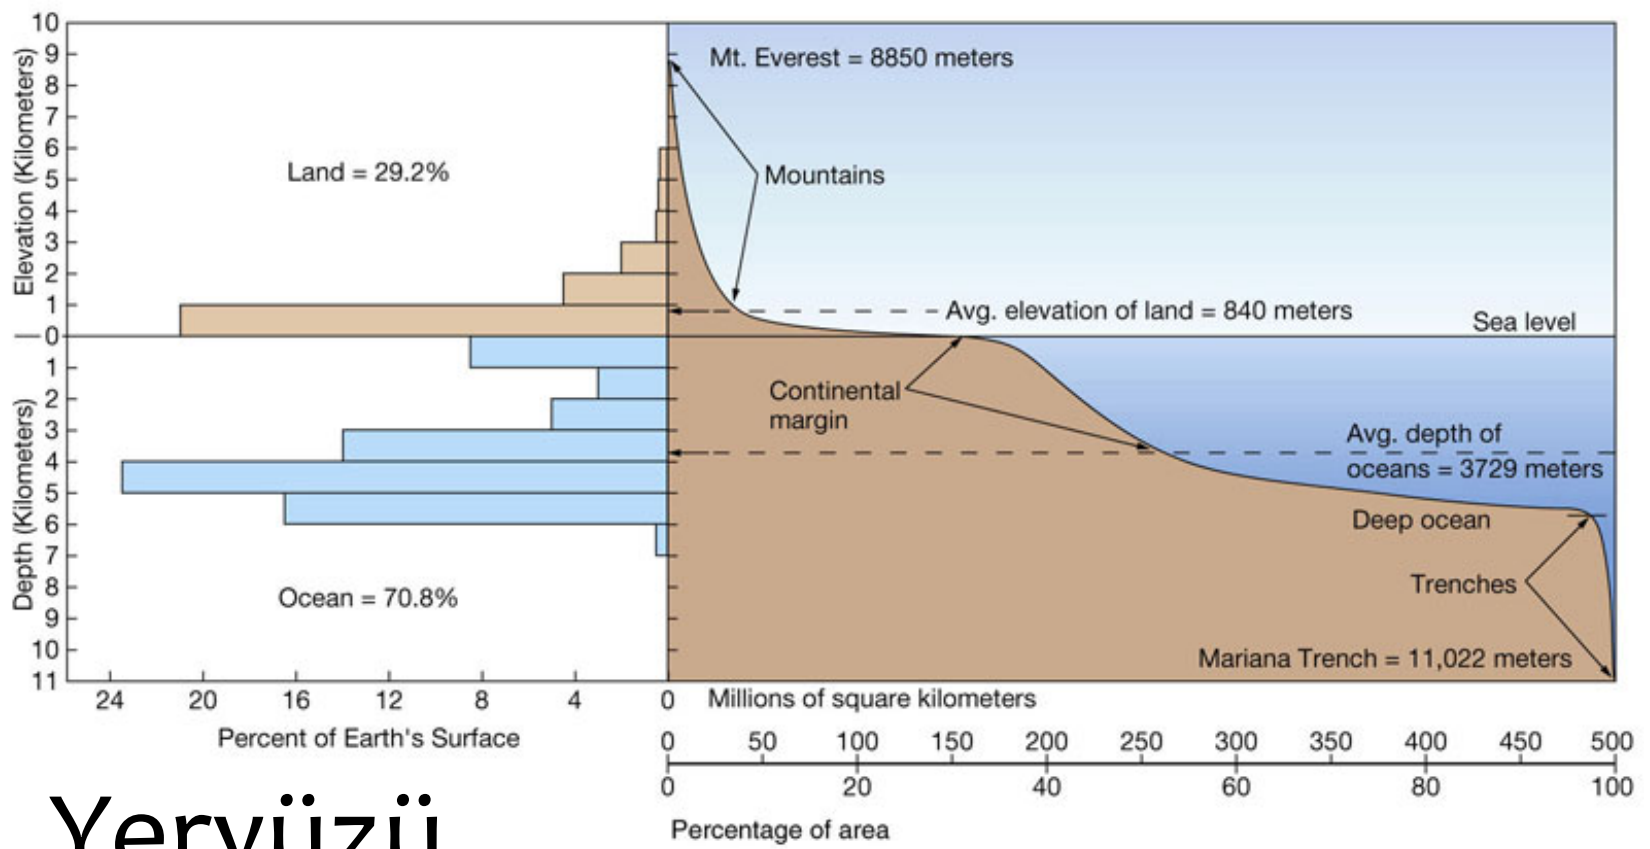 10
9
8
7
6
5
4
3
2
1
0
1
2
3
4
5
6
7
8
9
10
11
Elevation (Kilometers)
Depth (Kilometers)
Land = 29.2%
Ocean = 70.8%
24 20 16 12 8 4 0
Percent of Earth's Surface
Mt. Everest = 8850 meters
Mountains
Avg. elevation of land = 840 meters
Sea level
Continental
margin
Avg. depth of
oceans = 3729 meters
Deep ocean
Trenches
Mariana Trench = 11,022 meters
Millions of square kilometers
0 50 100 150 200 250 300 350 400 450 500
0 20 40 60 80 100
Percentage of area
Yeryüzü